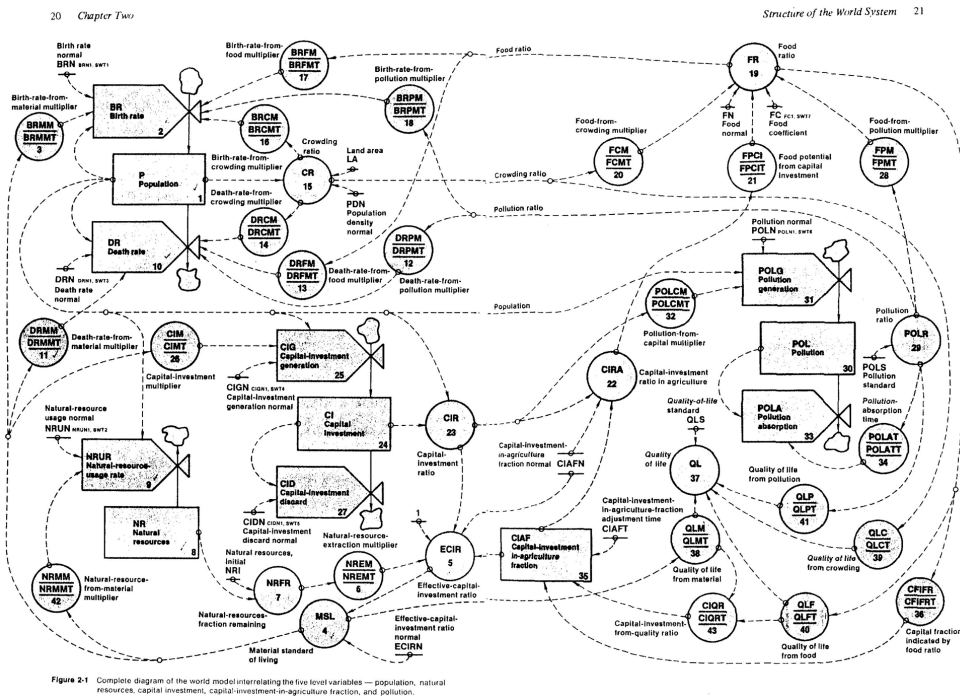 20 Chapter Two
Structure of the World System 21
Birth rate
normal
BRN BRN1, SWT1
Birth-rate-from-
food multiplier
BRFM
BRFMT
17
Food ratio
FR
19
Food
ratio
Birth-rate-from-
material multiplier
BRMM
BRMMT
3
BR
Birth rate
2
Birth-rate-from-
pollution multiplier
BRPM
BRPMT
18
BRCM
BRCMT
16
Crowding
ratio
Land area
LA
FN
Food
normal
FC FC1, SWT7
Food
coefficient
Food-from-
crowding multiplier
FCM
FCMT
20
FPCI
FPCIT
21
Food potential
from capital
investment
Food-from-
pollution multiplier
FPM
FPMT
28
P
Population
1
Birth-rate-from-
crowding multiplier
CR
15
Crowding ratio
Death-rate-from-
crowding multiplier
PDN
Population
density
normal
DRCM
DRCMT
14
DR
Death rate
10
DRN DRN1, SWT3
Death rate
normal
DRFM
DRFMT
13
Death-rate-from-
food multiplier
DRPM
DRPMT
12
Death-rate-from-
pollution multiplier
Pollution ratio
Pollution normal
POLN POLN1, SWT6
POLG
Pollution
generation
31
Population
POLCM
POLCMT
32
Pollution-from-
capital multiplier
Pollution
ratio
POLR
29
DRMM
DRMMT
11
Death-rate-from-
material multiplier
CIM
CIMT
26
Capital-investment
multiplier
CIG
Capital-investment
generation
25
CIGN CIGN1, SWT4
Capital-investment
generation normal
POL
Pollution
30
POLS
Pollution
standard
CIRA
22
Capital-investment
ratio in agriculture
CI
Capital
investment
24
CIR
23
Capital-
investment
ratio
Capital-investment-
in-agriculture
fraction normal
CIAFN
Quality-of-life
standard
QLS
POLA
Pollution
absorption
33
Pollution-
absorption
time
POLAT
POLATT
34
Natural-resource
usage normal
NRUN NRUN1, SWT2
NRUR
Natural-resource-
usage rate
9
CID
Capital-investment
discard
27
CIDN CIDN1, SWT5
Capital-investment
discard normal
Quality
of life
QL
37
Quality of life
from pollution
QLP
QLPT
41
NR
Natural
resources
8
Natural resources,
initial
NRI
NRFR
7
Natural-resources-
fraction remaining
Natural-resource-
extraction multiplier
NREM
NREMT
6
1
ECIR
5
Effective-capital-
investment ratio
Capital-investment-
in-agriculture-fraction-
adjustment time
CIAFT
CIAF
Capital-investment-
in-agriculture
fraction
35
QLM
QLMT
38
Quality
of life
from material
QLC
QLCT
39
Quality of life
from crowding
NRMM
NRMMT
42
Natural-resource-
from-material
multiplier
MSL
4
Material standard
of living
Effective-capital-
investment ratio
normal
ECIRN
CIQR
CIQRT
43
Capital-investment-
from-quality ratio
QLF
QLFT
40
Quality
of life
from food
CFIFR
CFIFRT
36
Capital fraction
indicated by
food ratio
Figure 2-1 Complete diagram of the world model interrelating the five level variables — population, natural
resources, capital investment, capital-investment-in-agriculture fraction, and pollution.